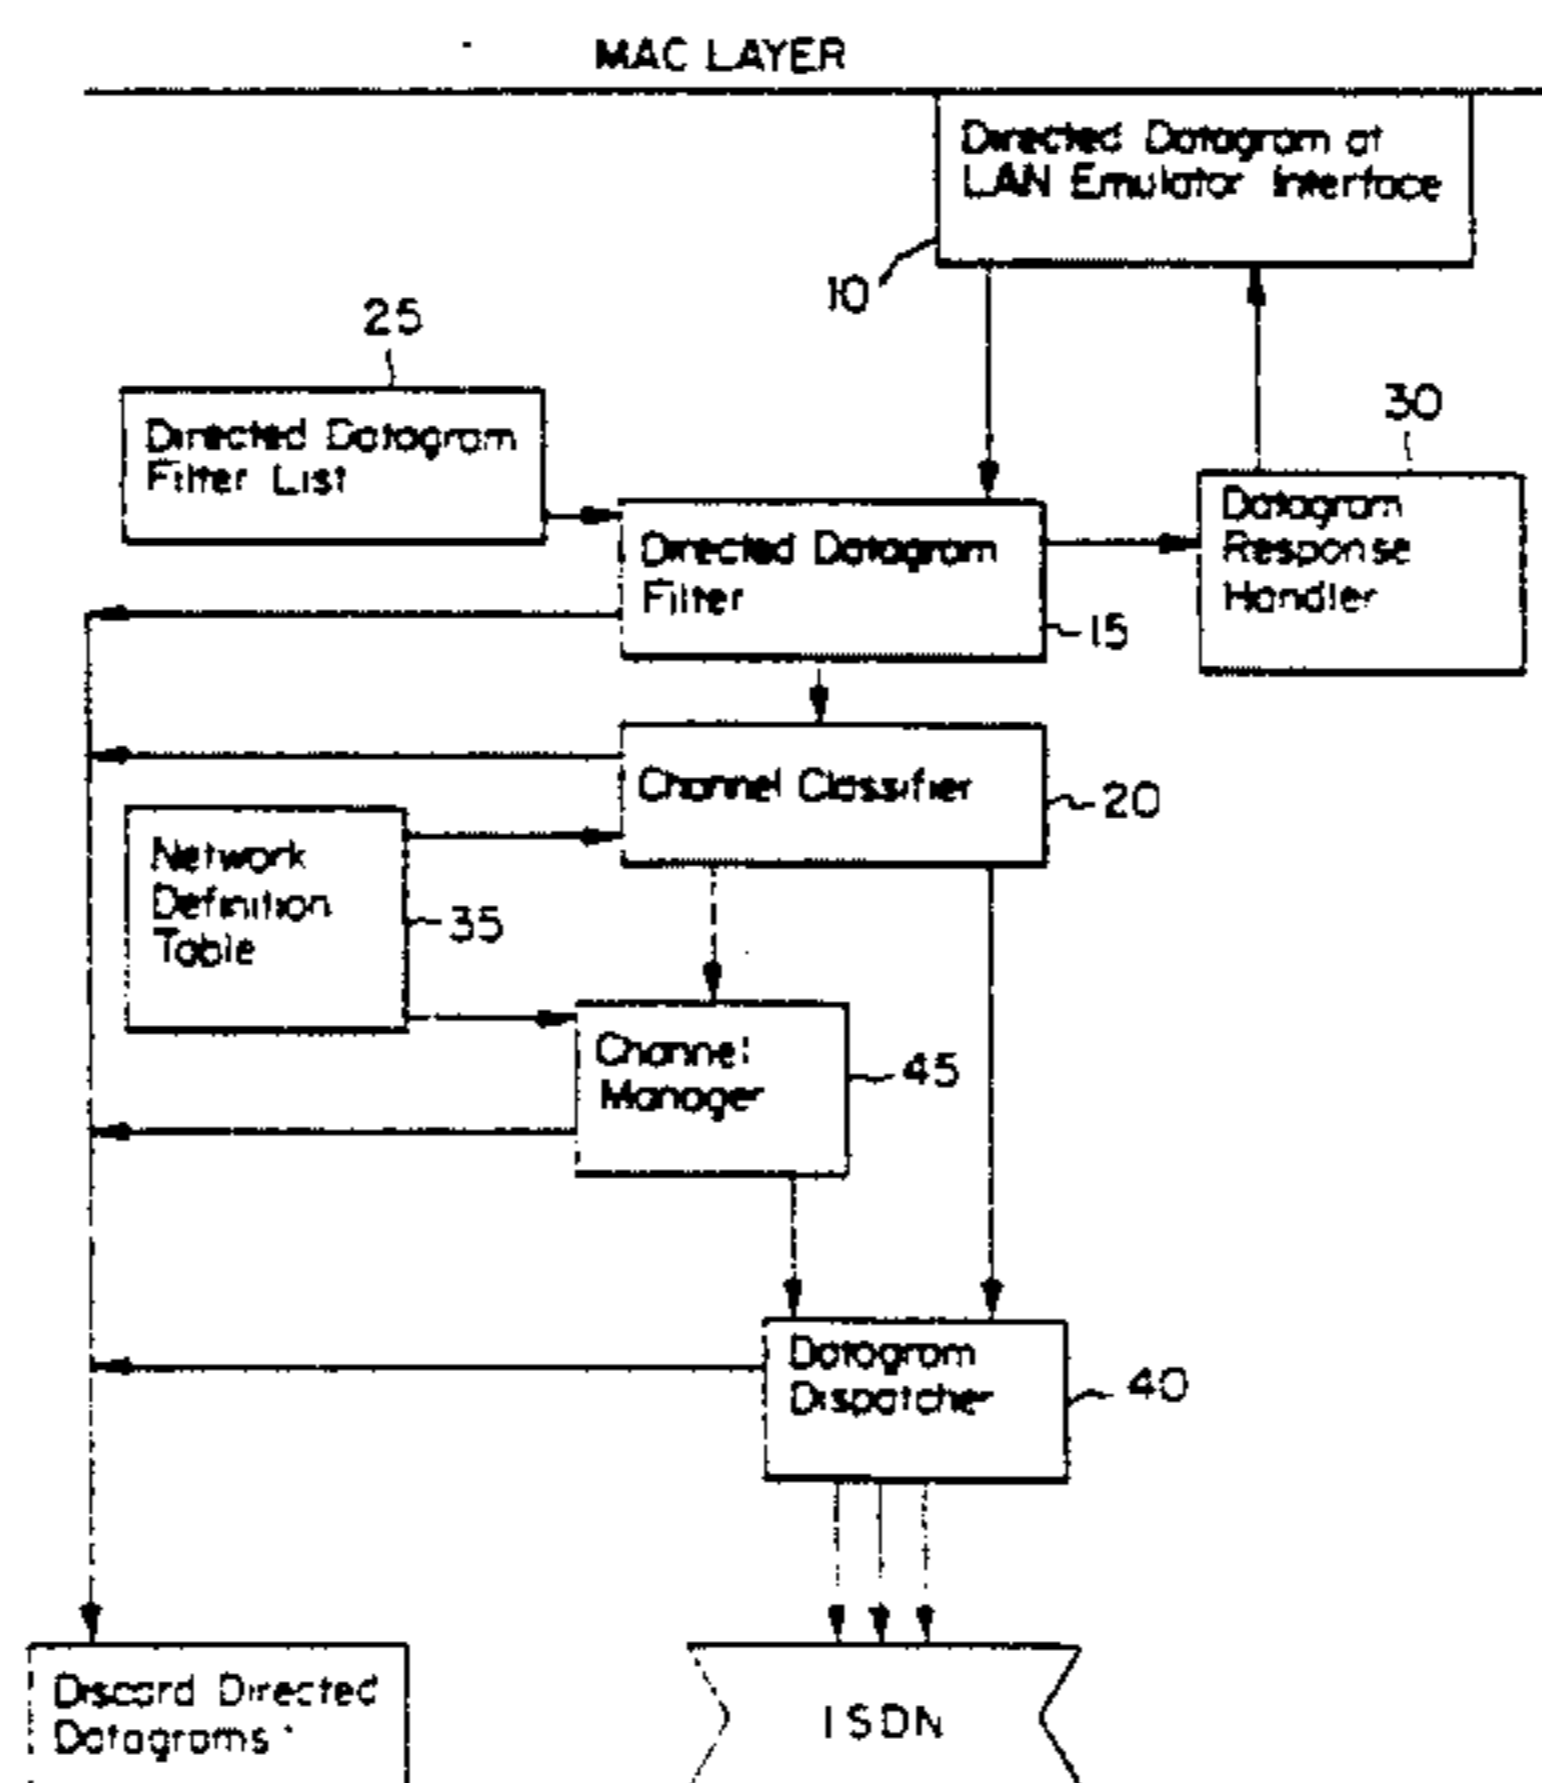 MAC LAYER
Directed Datagram at
LAN Emulator Interface
10
25
30
Directed Datagram
Filter List
Datagram
Response
Handler
Directed Datagram
Filter
15
Channel Classifier
20
Network
Definition
Table
35
Channel
Manager
45
Datagram
Dispatcher
40
Discard Directed
Datagrams
ISDN